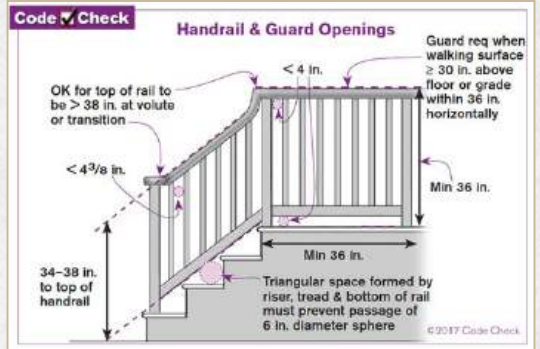 Code Check
Handrail & Guard Openings
OK for top of rail to
be > 38 in. at volute
or transition
< 4 in.
Guard req when
walking surface
≥ 30 in. above
floor or grade
within 36 in.
horizontally
< 4 3/8 in.
Min 36 in.
34–38 in.
to top of
handrail
Min 36 in.
Triangular space formed by
riser, tread & bottom of rail
must prevent passage of
6 in. diameter sphere
©2017 Code Check